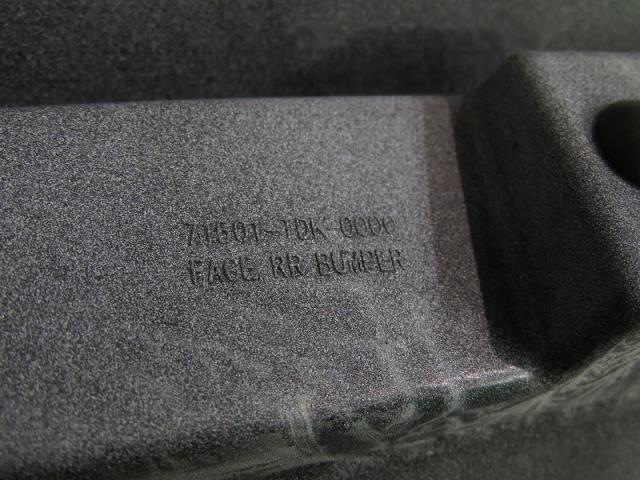 71501-TDK-0000
FACE, RR BUMPER